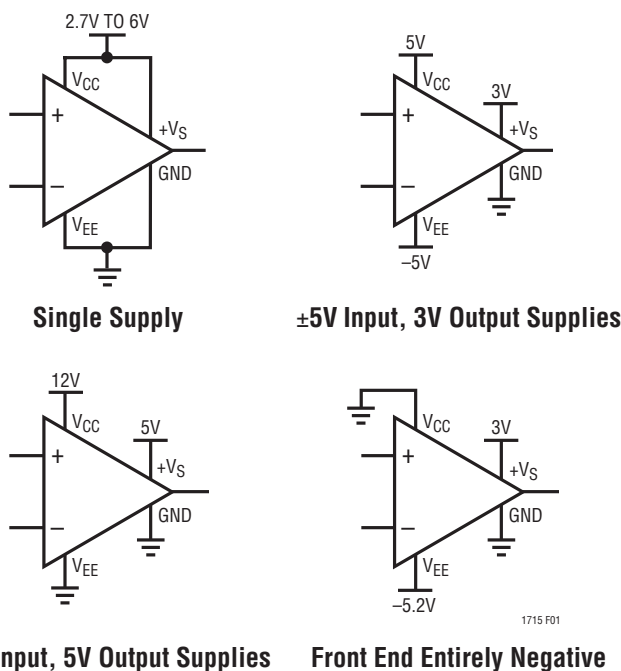 2.7V TO 6V
VCC
+
–
+VS
GND
VEE
Single Supply
5V
VCC
3V
+
–
+VS
GND
VEE
–5V
±5V Input, 3V Output Supplies
12V
VCC
5V
+
–
+VS
GND
VEE
Input, 5V Output Supplies
VCC
3V
+
–
+VS
GND
VEE
–5.2V
1715 F01
Front End Entirely Negative